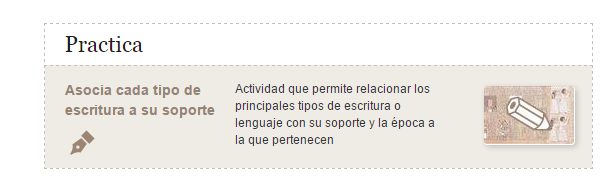 Practica
Asocia cada tipo de
escritura a su soporte
Actividad que permite relacionar los
principales tipos de escritura o
lenguaje con su soporte y la época a
la que pertenecen